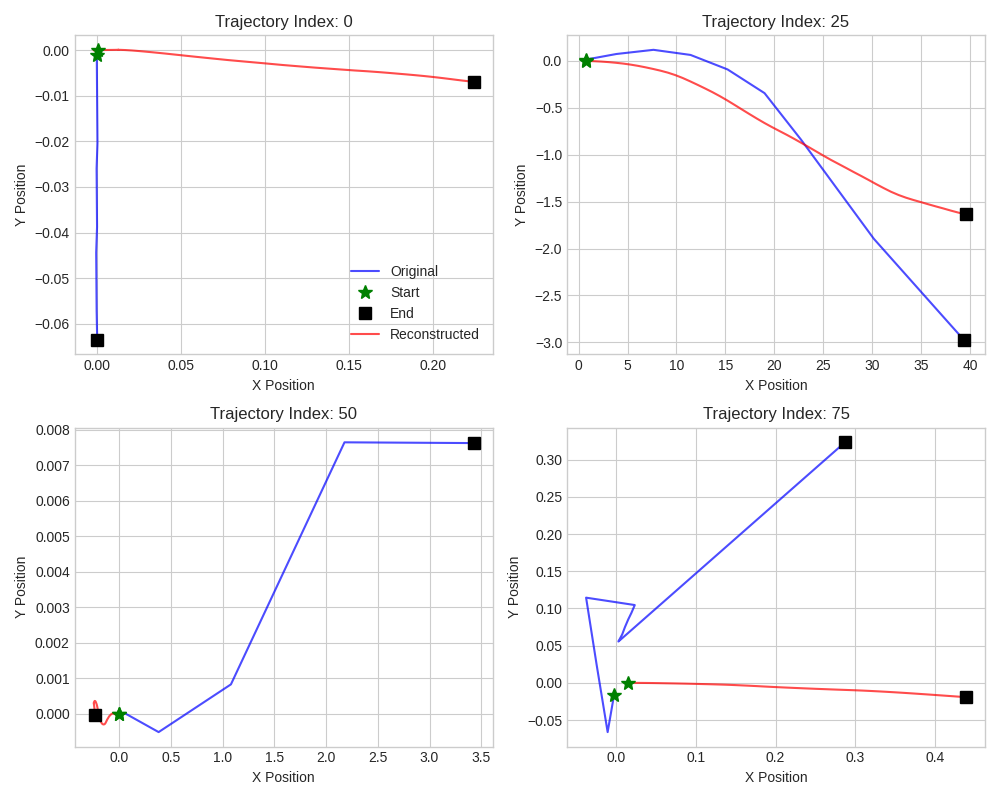 Trajectory Index: 0
0.00
−0.01
−0.02
−0.03
−0.04
−0.05
−0.06
Y Position
Original
Start
End
Reconstructed
0.00 0.05 0.10 0.15 0.20
X Position
Trajectory Index: 25
0.0
−0.5
−1.0
−1.5
−2.0
−2.5
−3.0
Y Position
0 5 10 15 20 25 30 35 40
X Position
Trajectory Index: 50
0.008
0.007
0.006
0.005
0.004
0.003
0.002
0.001
0.000
Y Position
0.0 0.5 1.0 1.5 2.0 2.5 3.0 3.5
X Position
Trajectory Index: 75
0.30
0.25
0.20
0.15
0.10
0.05
0.00
−0.05
Y Position
0.0 0.1 0.2 0.3 0.4
X Position